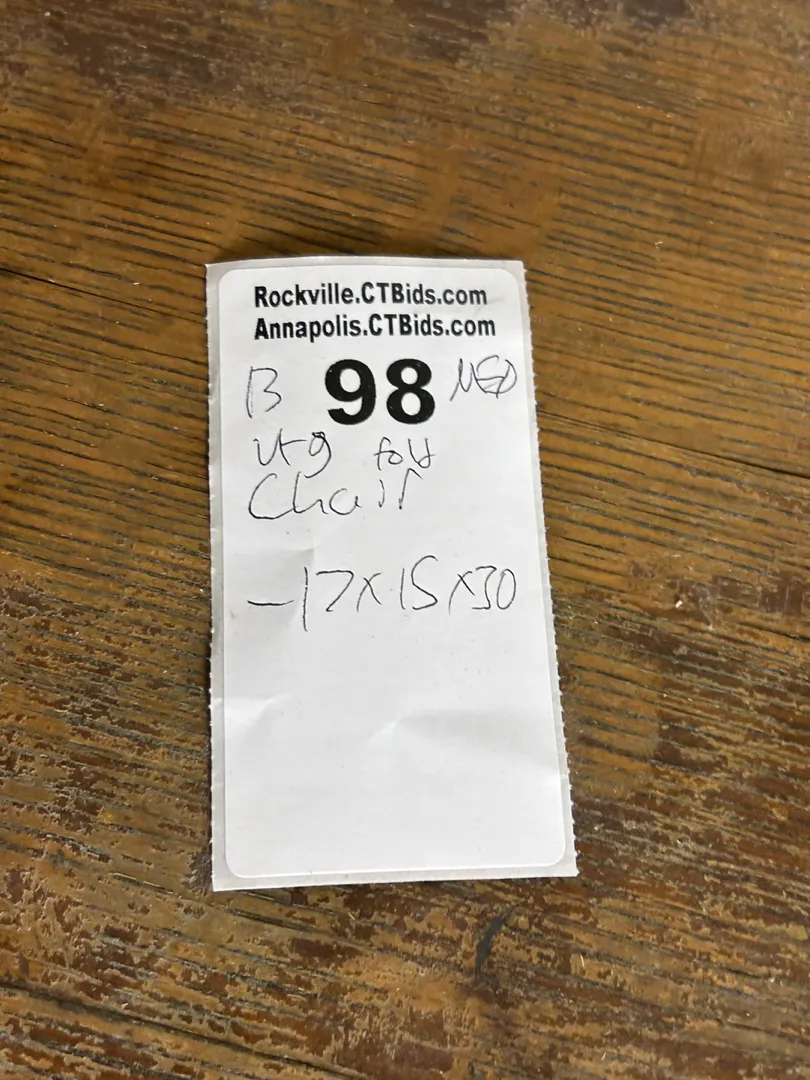 Rockville.CTBids.com
Annapolis.CTBids.com
B 98 MED
vtg fold
Chair
-17x15x30